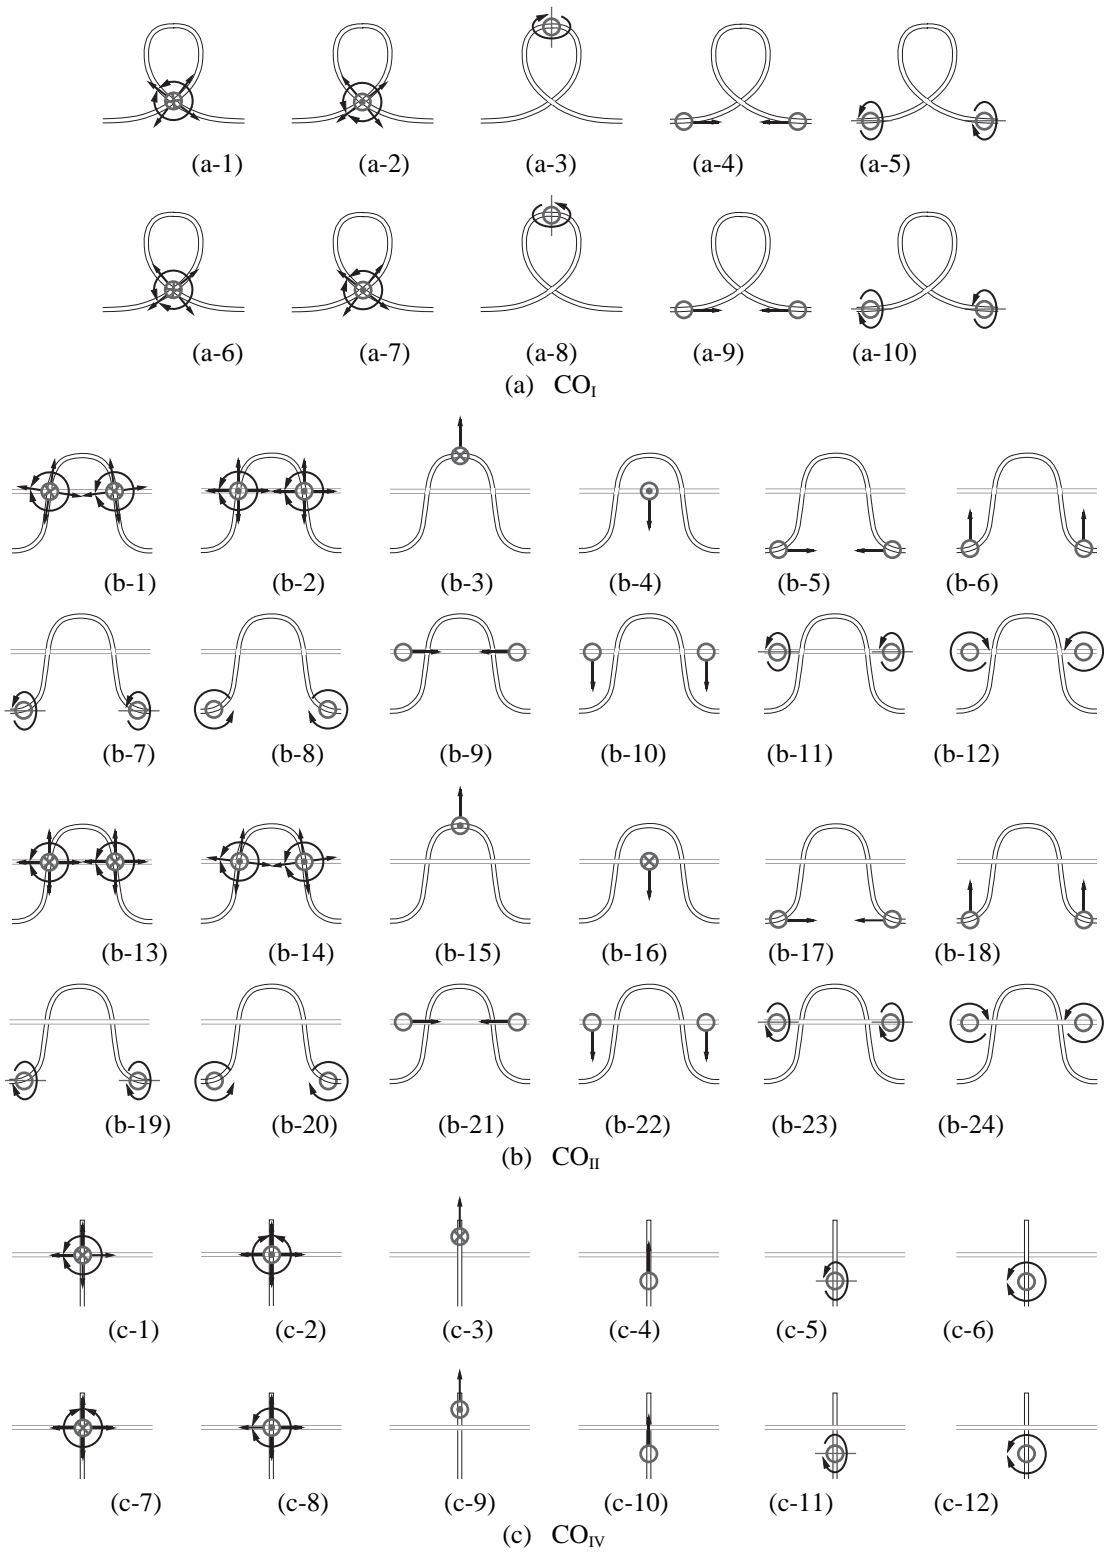 (a-1) (a-2) (a-3) (a-4) (a-5)
(a-6) (a-7) (a-8) (a-9) (a-10)
(a) CO_I
(b-1) (b-2) (b-3) (b-4) (b-5) (b-6)
(b-7) (b-8) (b-9) (b-10) (b-11) (b-12)
(b-13) (b-14) (b-15) (b-16) (b-17) (b-18)
(b-19) (b-20) (b-21) (b-22) (b-23) (b-24)
(b) CO_II
(c-1) (c-2) (c-3) (c-4) (c-5) (c-6)
(c-7) (c-8) (c-9) (c-10) (c-11) (c-12)
(c) CO_IV